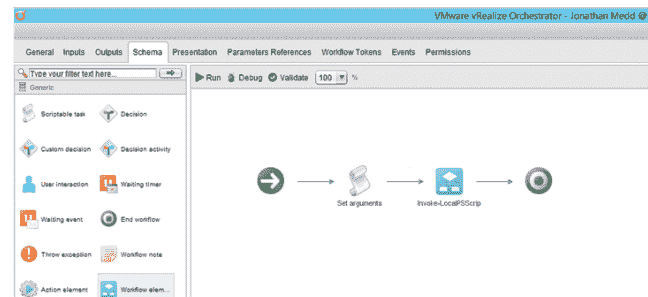 VMware vRealize Orchestrator - Jonathan Medd @
General Inputs Outputs Schema Presentation Parameters References Workflow Tokens Events Permissions
Type your filter text here...
Run Debug Validate 100 %
Generic
Scriptable task Decision
Custom decision Decision activity
User interaction Waiting timer
Set arguments Invoke-LocalPSScrip
Waiting event End workflow
Throw exception Workflow note
Action element Workflow elem...